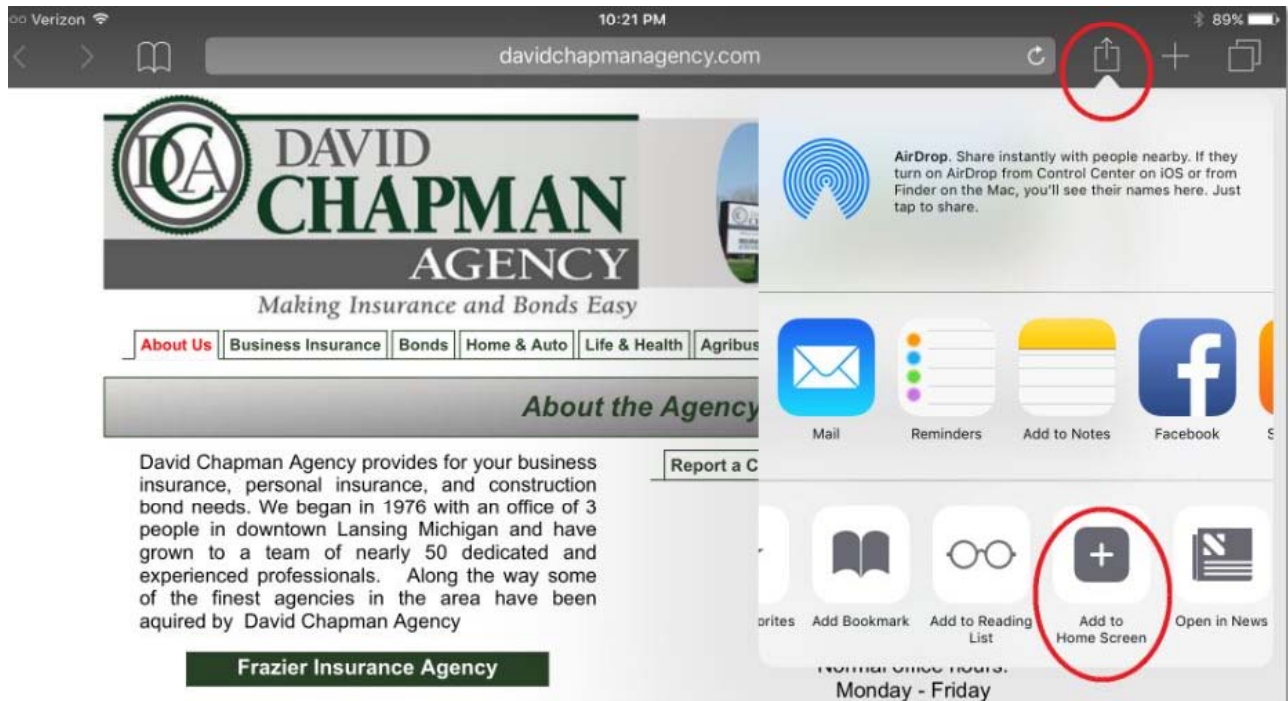 Verizon
10:21 PM
89%
davidchapmanagency.com
DCA
DAVID
CHAPMAN
AGENCY
Making Insurance and Bonds Easy
About Us Business Insurance Bonds Home & Auto Life & Health Agribus
About the Agency
David Chapman Agency provides for your business
insurance, personal insurance, and construction
bond needs. We began in 1976 with an office of 3
people in downtown Lansing Michigan and have
grown to a team of nearly 50 dedicated and
experienced professionals. Along the way some
of the finest agencies in the area have been
aquired by David Chapman Agency
Frazier Insurance Agency
Report a C
AirDrop. Share instantly with people nearby. If they
turn on AirDrop from Control Center on iOS or from
Finder on the Mac, you'll see their names here. Just
tap to share.
Mail Reminders Add to Notes Facebook S
orites Add Bookmark Add to Reading
List
Add to
Home Screen
Open in News
Normal office hours:
Monday - Friday